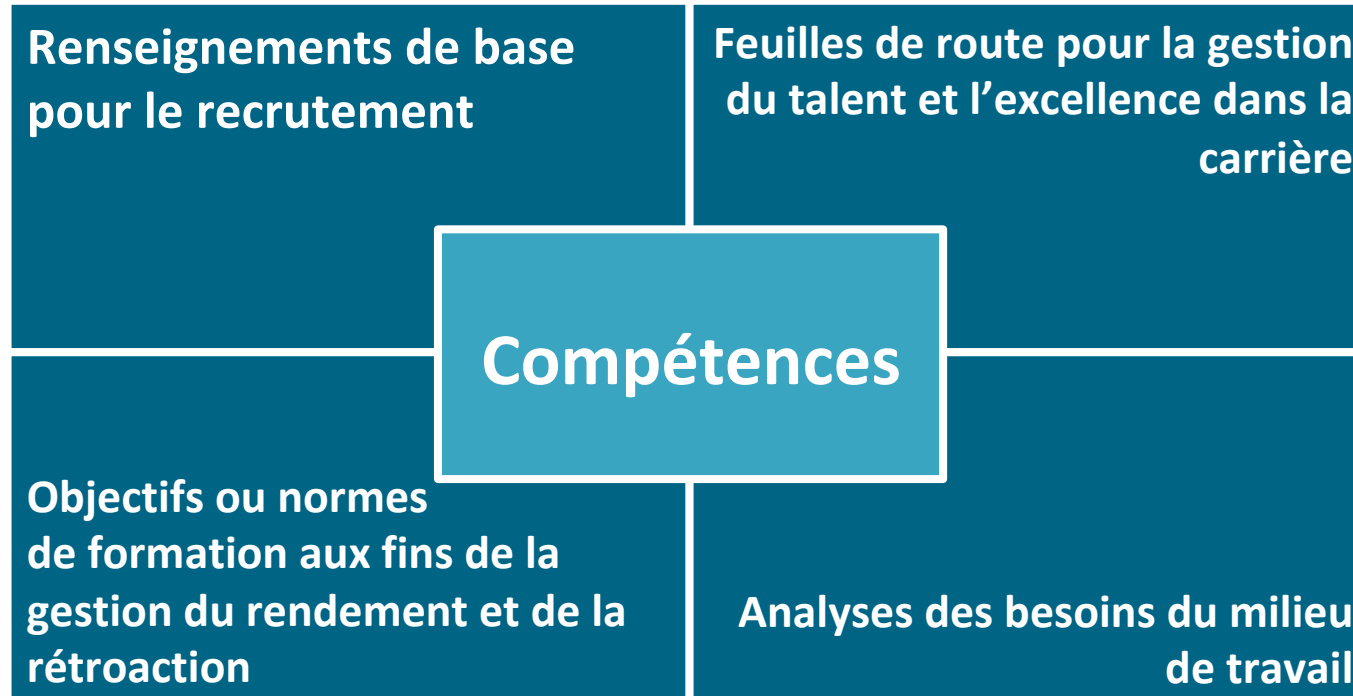 Renseignements de base
pour le recrutement
Feuilles de route pour la gestion
du talent et l’excellence dans la
carrière
Compétences
Objectifs ou normes
de formation aux fins de la
gestion du rendement et de la
rétroaction
Analyses des besoins du milieu
de travail